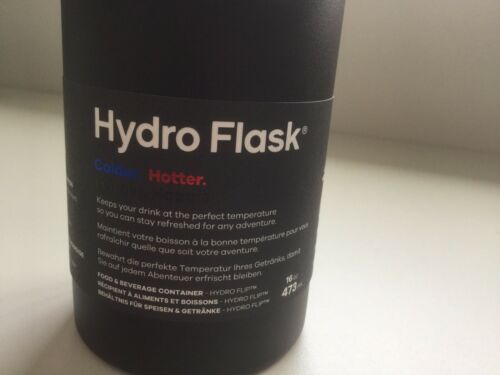 Hydro Flask®
Colder. Hotter.
Keeps your drink at the perfect temperature
so you can stay refreshed for any adventure.
Maintient votre boisson à la bonne température pour vous
rafraîchir quelle que soit votre aventure.
Bewahrt die perfekte Temperatur Ihres Getränks, damit
Sie auf jedem Abenteuer erfrischt bleiben.
FOOD & BEVERAGE CONTAINER - HYDRO FLIP™
RÉCIPIENT À ALIMENTS ET BOISSONS - HYDRO FLIP™
BEHÄLTNIS FÜR SPEISEN & GETRÄNKE - HYDRO FLIP™
16 oz
473 mL